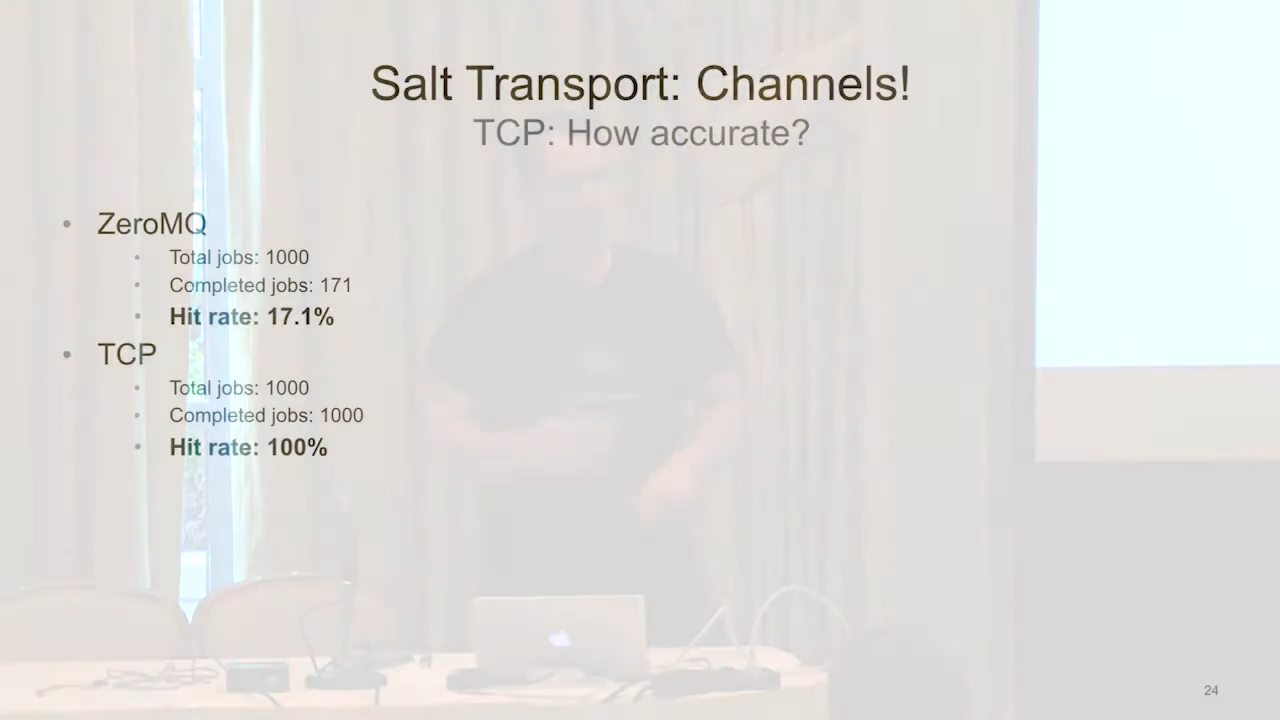 Salt Transport: Channels!
TCP: How accurate?
• ZeroMQ
• Total jobs: 1000
• Completed jobs: 171
• Hit rate: 17.1%
• TCP
• Total jobs: 1000
• Completed jobs: 1000
• Hit rate: 100%
24